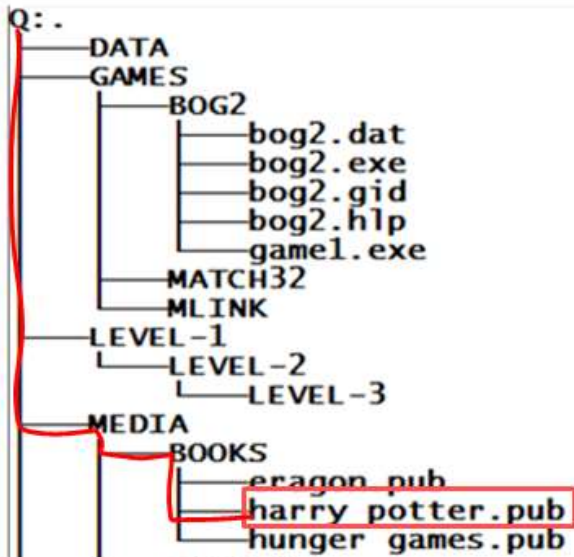 Q:.
DATA
GAMES
BOG2
bog2.dat
bog2.exe
bog2.gid
bog2.hlp
game1.exe
MATCH32
MLINK
LEVEL-1
LEVEL-2
LEVEL-3
MEDIA
BOOKS
eragon pub
harry potter.pub
hunger games.pub